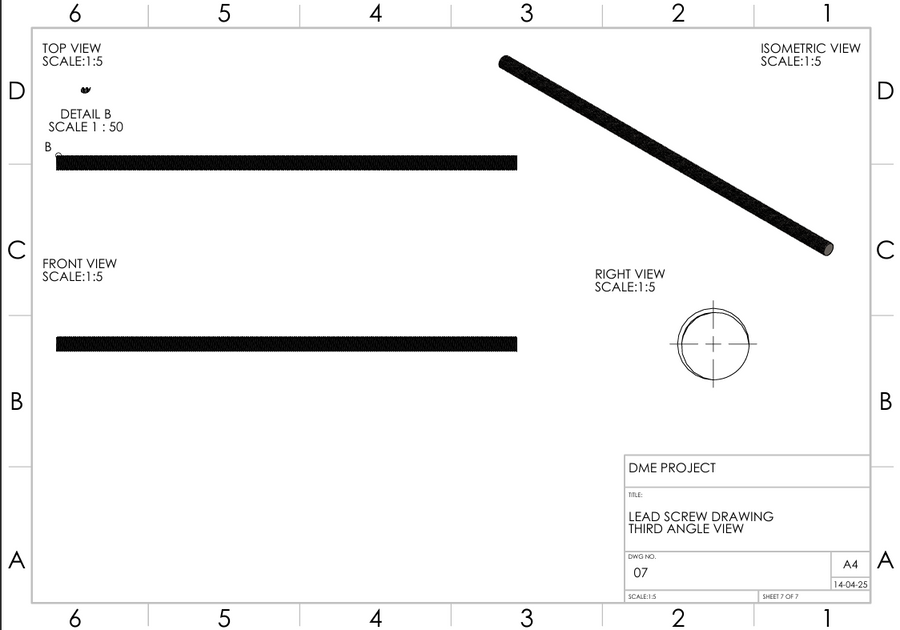 6 5 4 3 2 1
TOP VIEW
SCALE:1:5
ISOMETRIC VIEW
SCALE:1:5
D D
DETAIL B
SCALE 1 : 50
B
C C
FRONT VIEW
SCALE:1:5
RIGHT VIEW
SCALE:1:5
B B
DME PROJECT
TITLE:
LEAD SCREW DRAWING
THIRD ANGLE VIEW
A A
DWG NO.
07
A4
14-04-25
SCALE:1:5
SHEET 7 OF 7
6 5 4 3 2 1